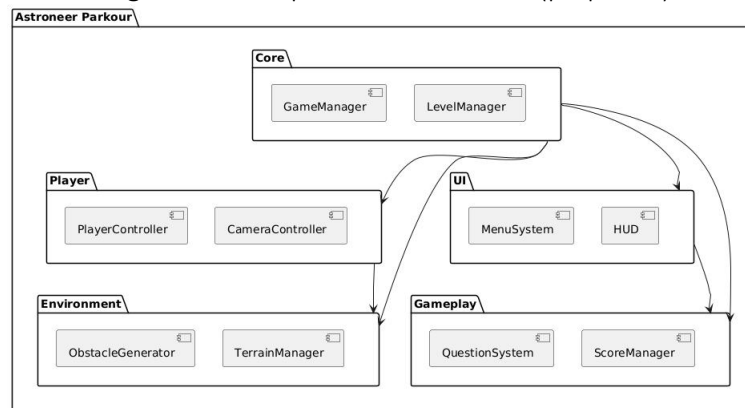 Astroneer Parkour
Core
GameManager
LevelManager
Player
PlayerController
CameraController
UI
MenuSystem
HUD
Environment
ObstacleGenerator
TerrainManager
Gameplay
QuestionSystem
ScoreManager